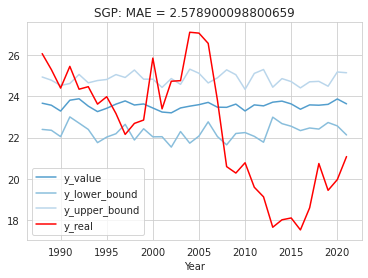 SGP: MAE = 2.578900098800659
26
24
22
20
18
y_value
y_lower_bound
y_upper_bound
y_real
1990 1995 2000 2005 2010 2015 2020
Year